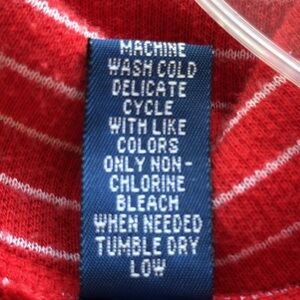 MACHINE
WASH COLD
DELICATE
CYCLE
WITH LIKE
COLORS
ONLY NON-
CHLORINE
BLEACH
WHEN NEEDED
TUMBLE DRY
LOW